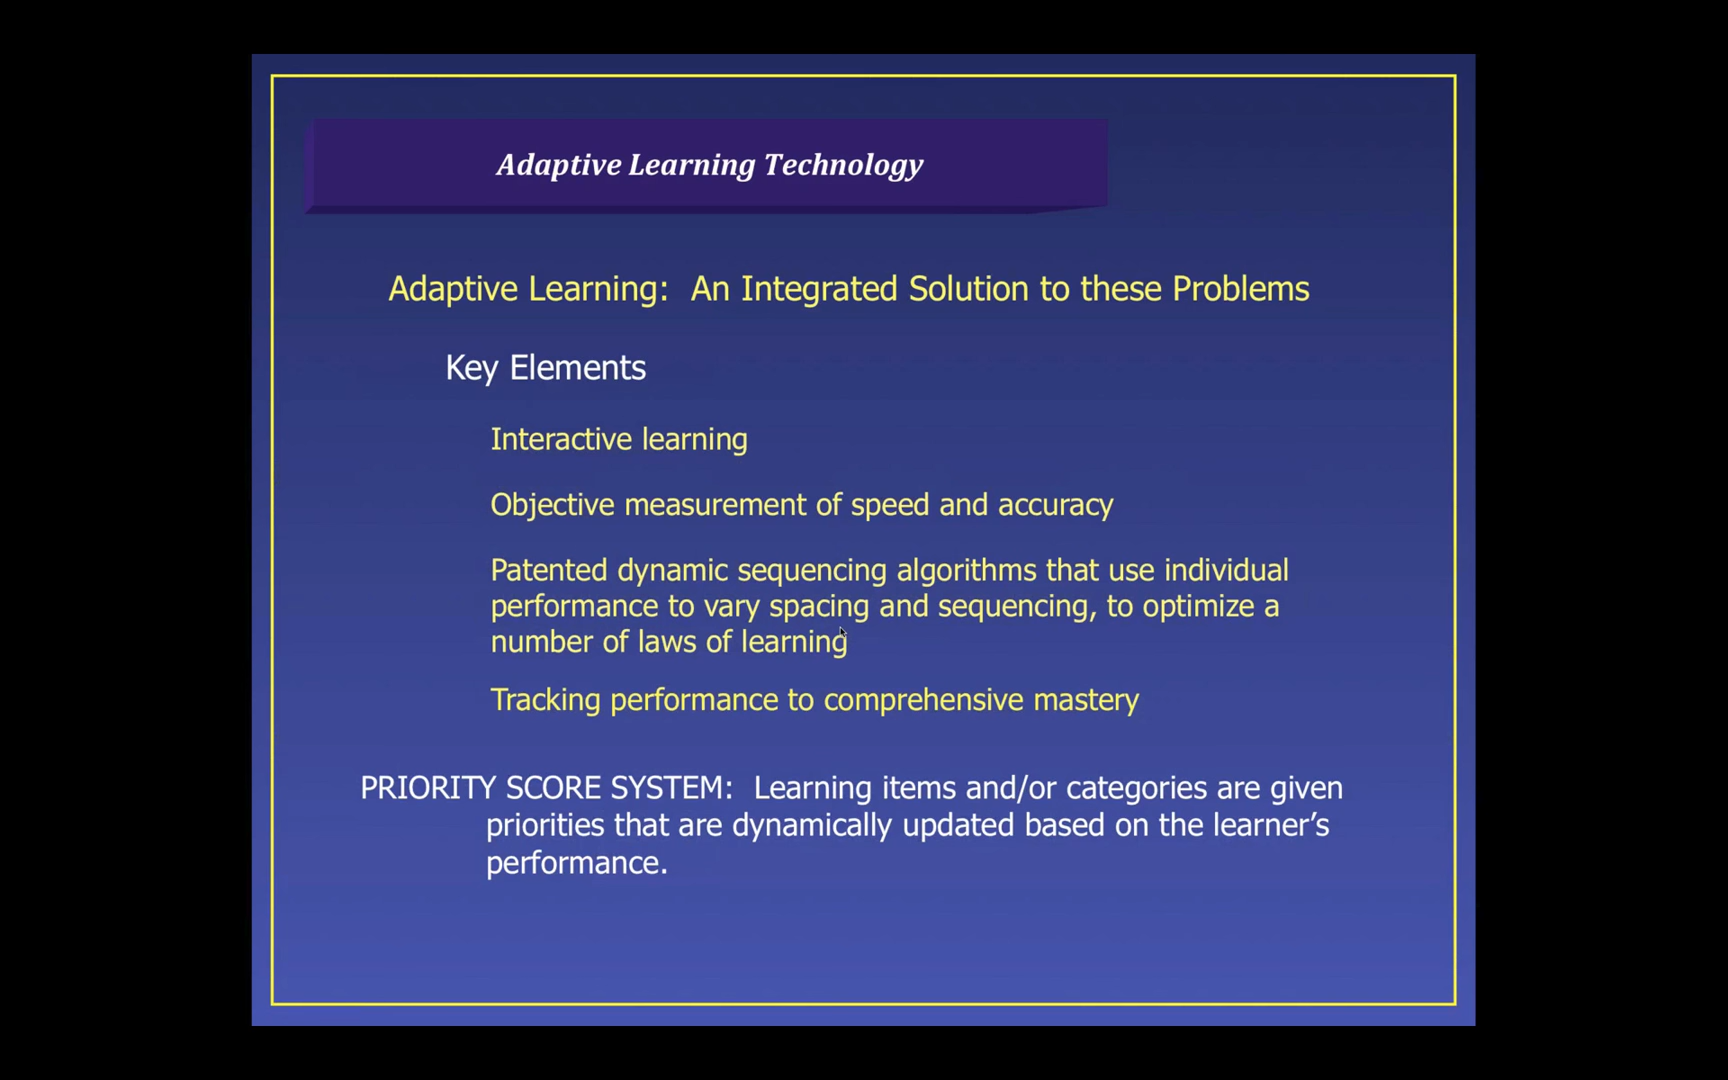 Adaptive Learning Technology
Adaptive Learning:  An Integrated Solution to these Problems
Key Elements
Interactive learning
Objective measurement of speed and accuracy
Patented dynamic sequencing algorithms that use individual
performance to vary spacing and sequencing, to optimize a
number of laws of learning
Tracking performance to comprehensive mastery
PRIORITY SCORE SYSTEM:  Learning items and/or categories are given
priorities that are dynamically updated based on the learner’s
performance.